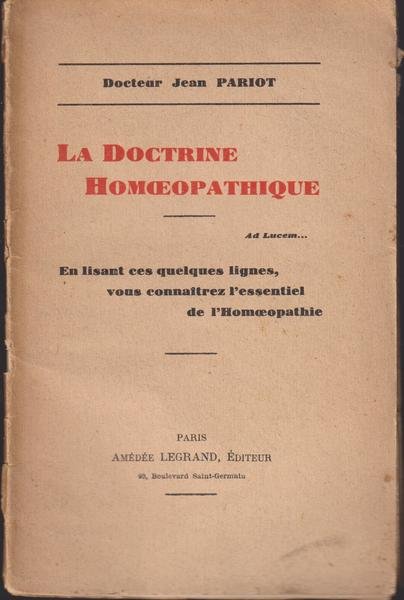 Docteur Jean PARIOT
LA DOCTRINE
HOMŒOPATHIQUE
Ad Lucem...
En lisant ces quelques lignes,
vous connaîtrez l'essentiel
de l'Homœopathie
PARIS
AMÉDÉE LEGRAND, ÉDITEUR
93, Boulevard Saint-Germain